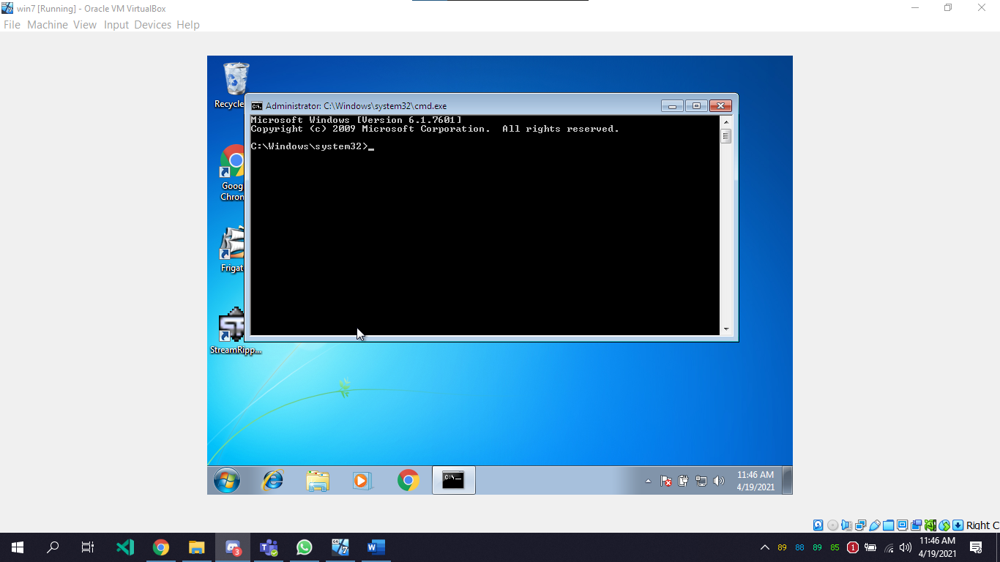 win7 [Running] - Oracle VM VirtualBox
File Machine View Input Devices Help
Recycle
Administrator: C:\Windows\system32\cmd.exe
Microsoft Windows [Version 6.1.7601]
Copyright (c) 2009 Microsoft Corporation.  All rights reserved.
C:\Windows\system32>_
Goog
Chron
Frigat
StreamRipp...
11:46 AM
4/19/2021
Right C
3
89 88 89 85 1
11:46 AM
4/19/2021